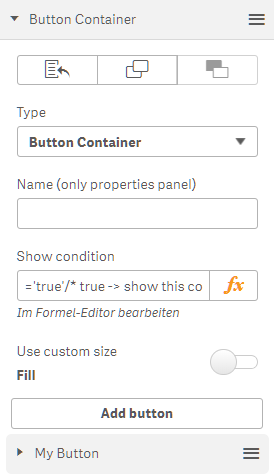 Button Container
Type
Button Container
Name (only properties panel)
Show condition
='true'/* true -> show this co
fx
Im Formel-Editor bearbeiten
Use custom size
Fill
Add button
My Button